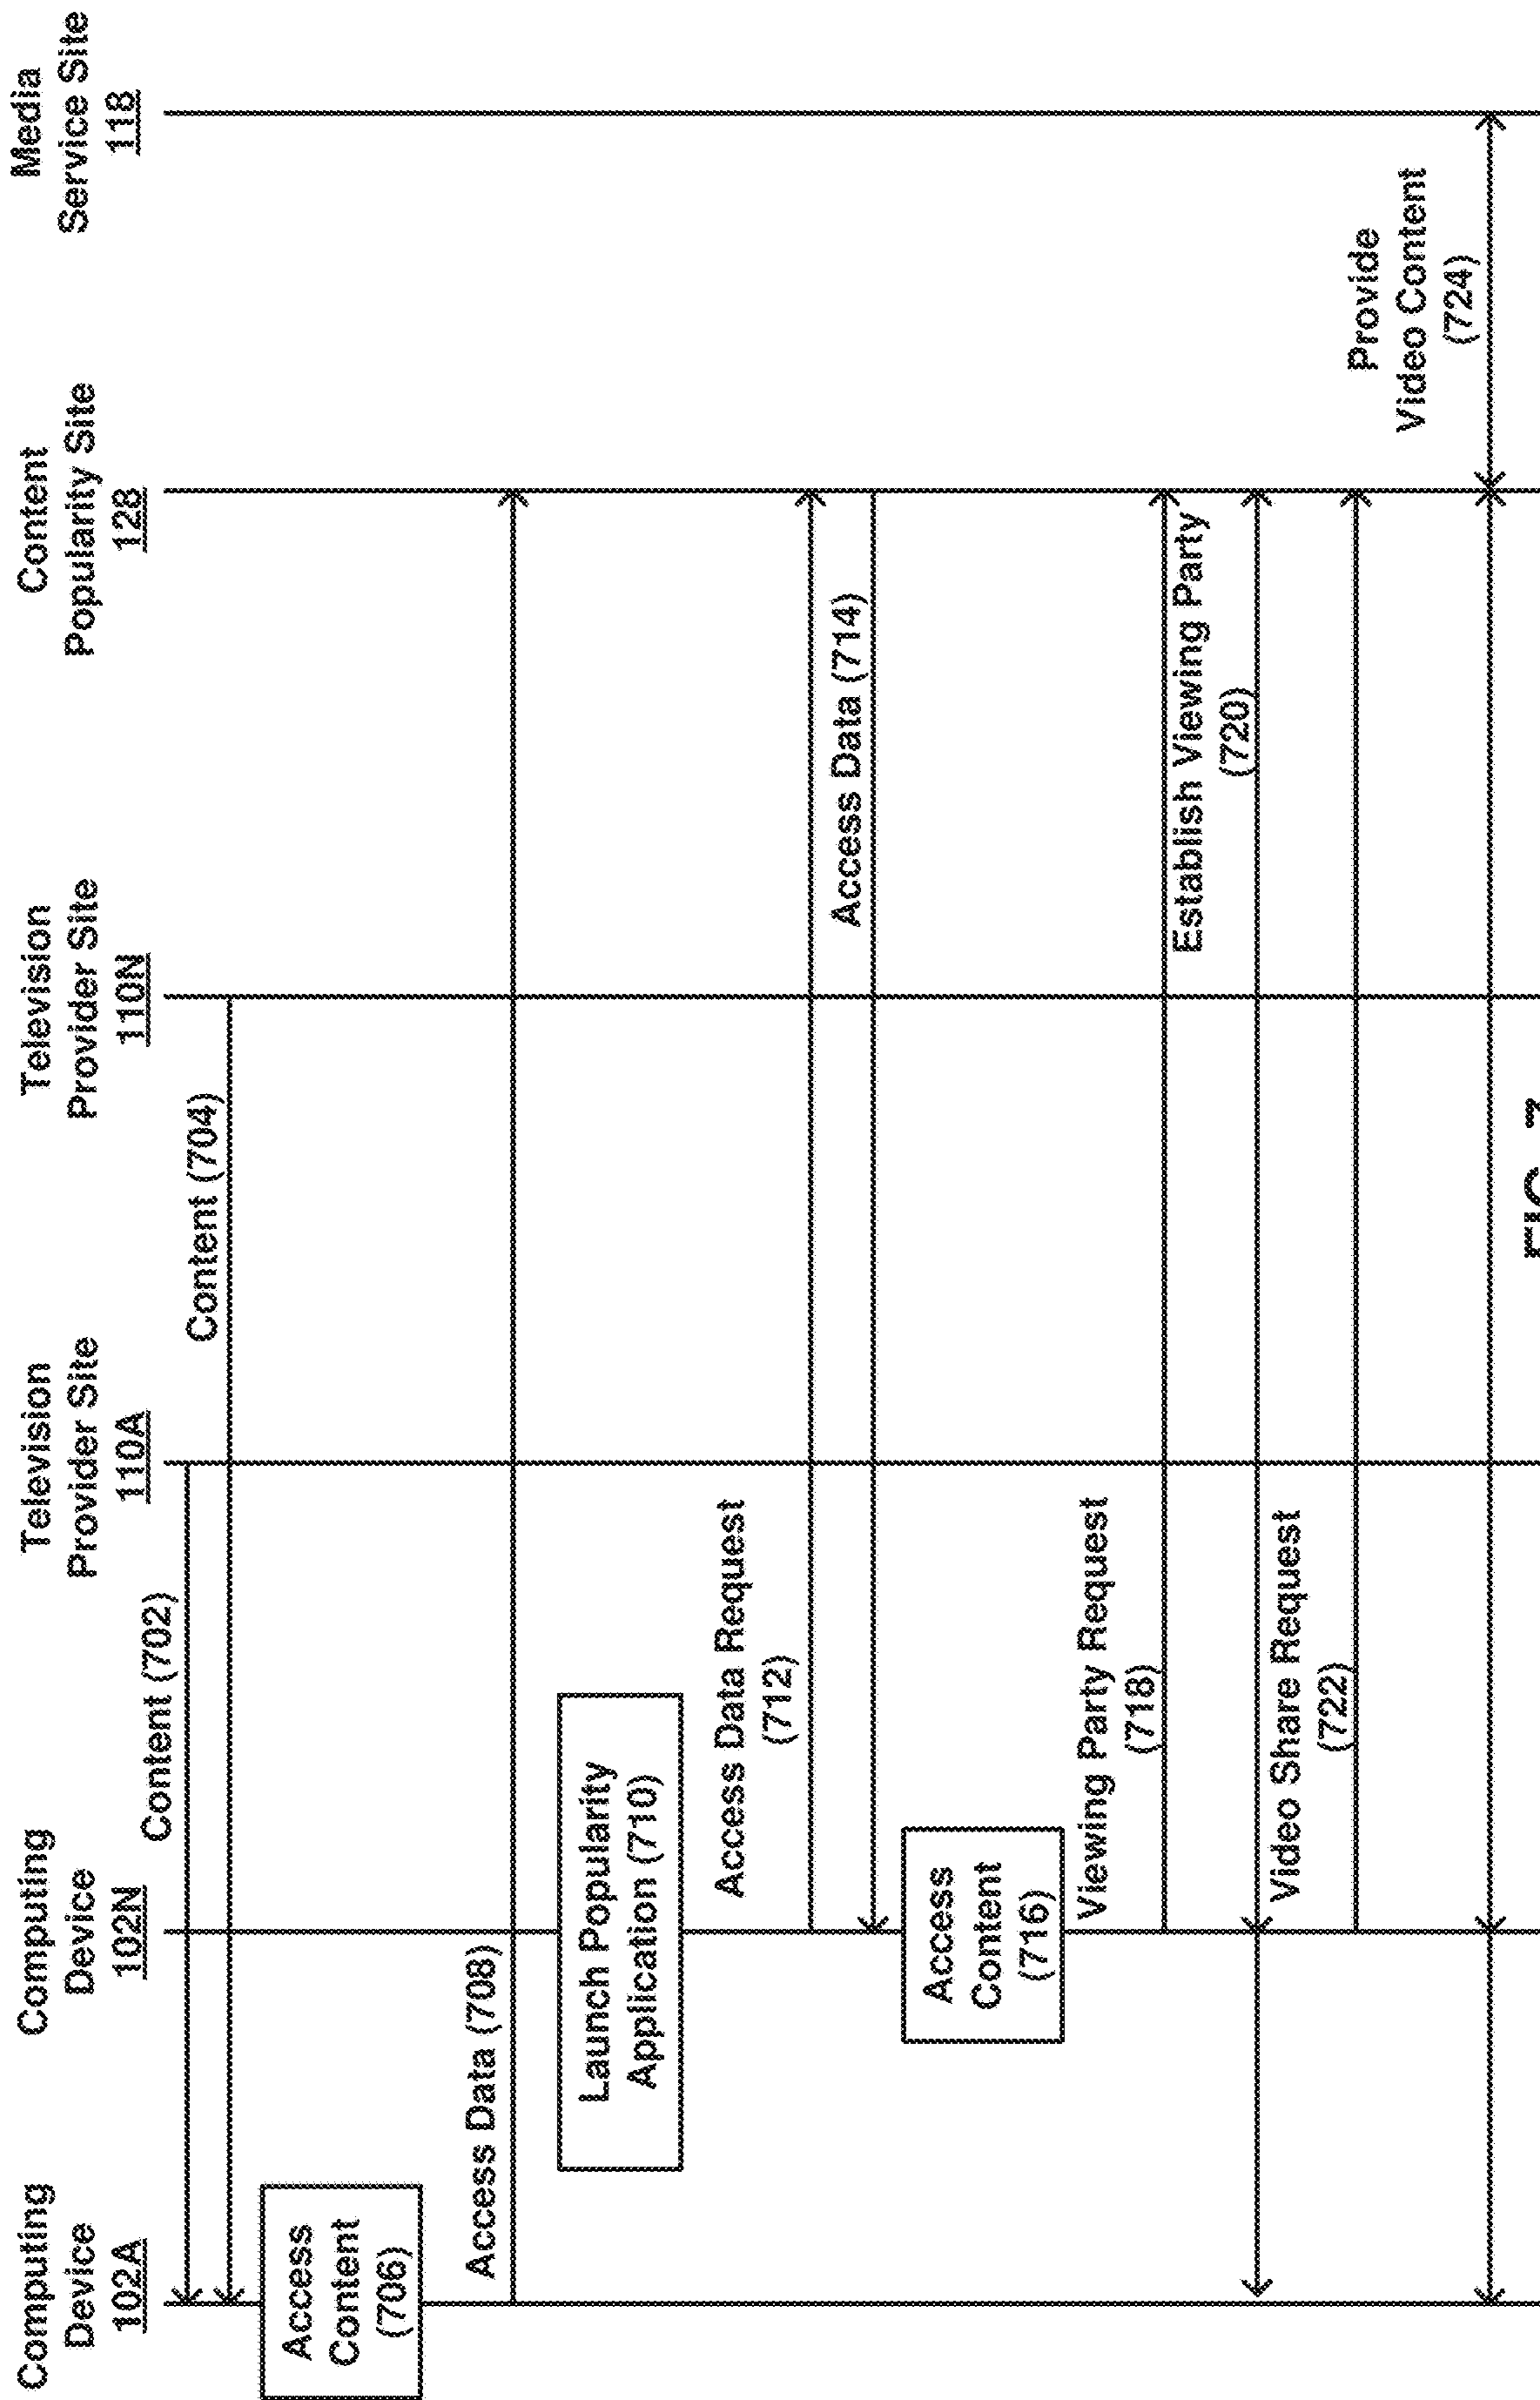 Computing
Device
102A
Computing
Device
102N
Television
Provider Site
110A
Television
Provider Site
110N
Content
Popularity Site
128
Media
Service Site
118
Content (702)
Content (704)
Access
Content
(706)
Access Data (708)
Launch Popularity
Application (710)
Access Data Request
(712)
Access Data (714)
Access
Content
(716)
Viewing Party Request
(718)
Establish Viewing Party
(720)
Video Share Request
(722)
Provide
Video Content
(724)
FIG. 7